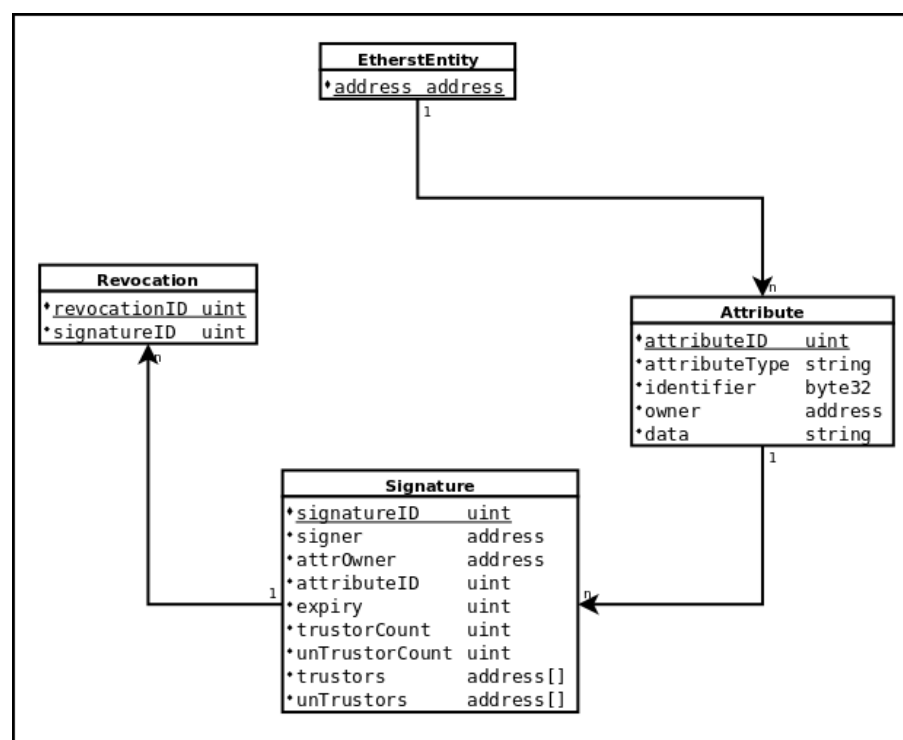 EtherstEntity
address address
1
n
Revocation
revocationID uint
signatureID uint
n
Attribute
attributeID uint
attributeType string
identifier byte32
owner address
data string
1
Signature
signatureID uint
signer address
attrOwner address
attributeID uint
expiry uint
trustorCount uint
unTrustorCount uint
trustors address[]
unTrustors address[]
1
n